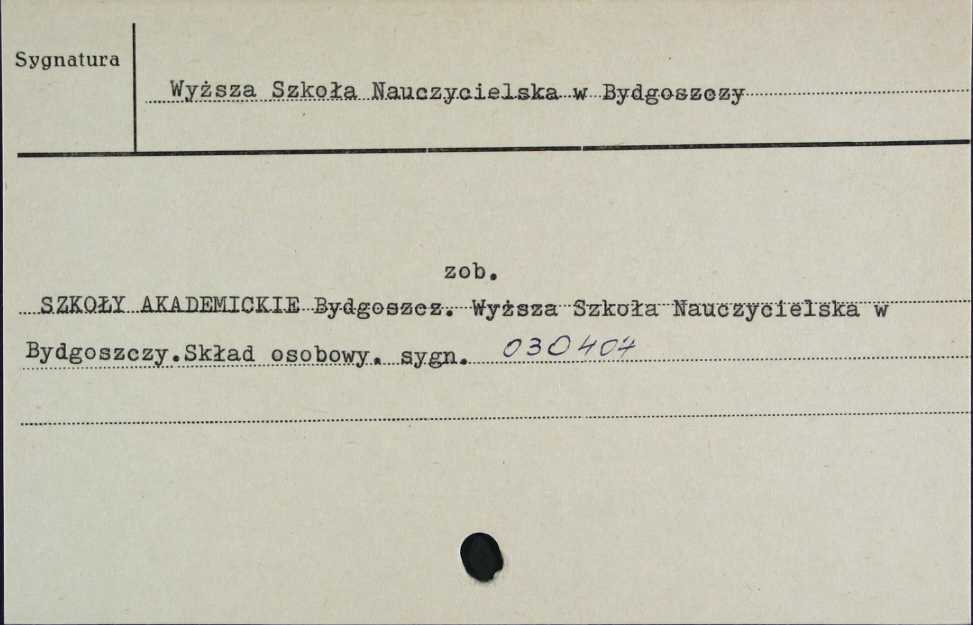 Sygnatura
Wyższa Szkoła Nauczycielska w Bydgoszczy
zob.
SZKOŁY AKADEMICKIE Bydgoszcz. Wyższa Szkoła Nauczycielska w
Bydgoszczy.Skład osobowy. sygn. 030404